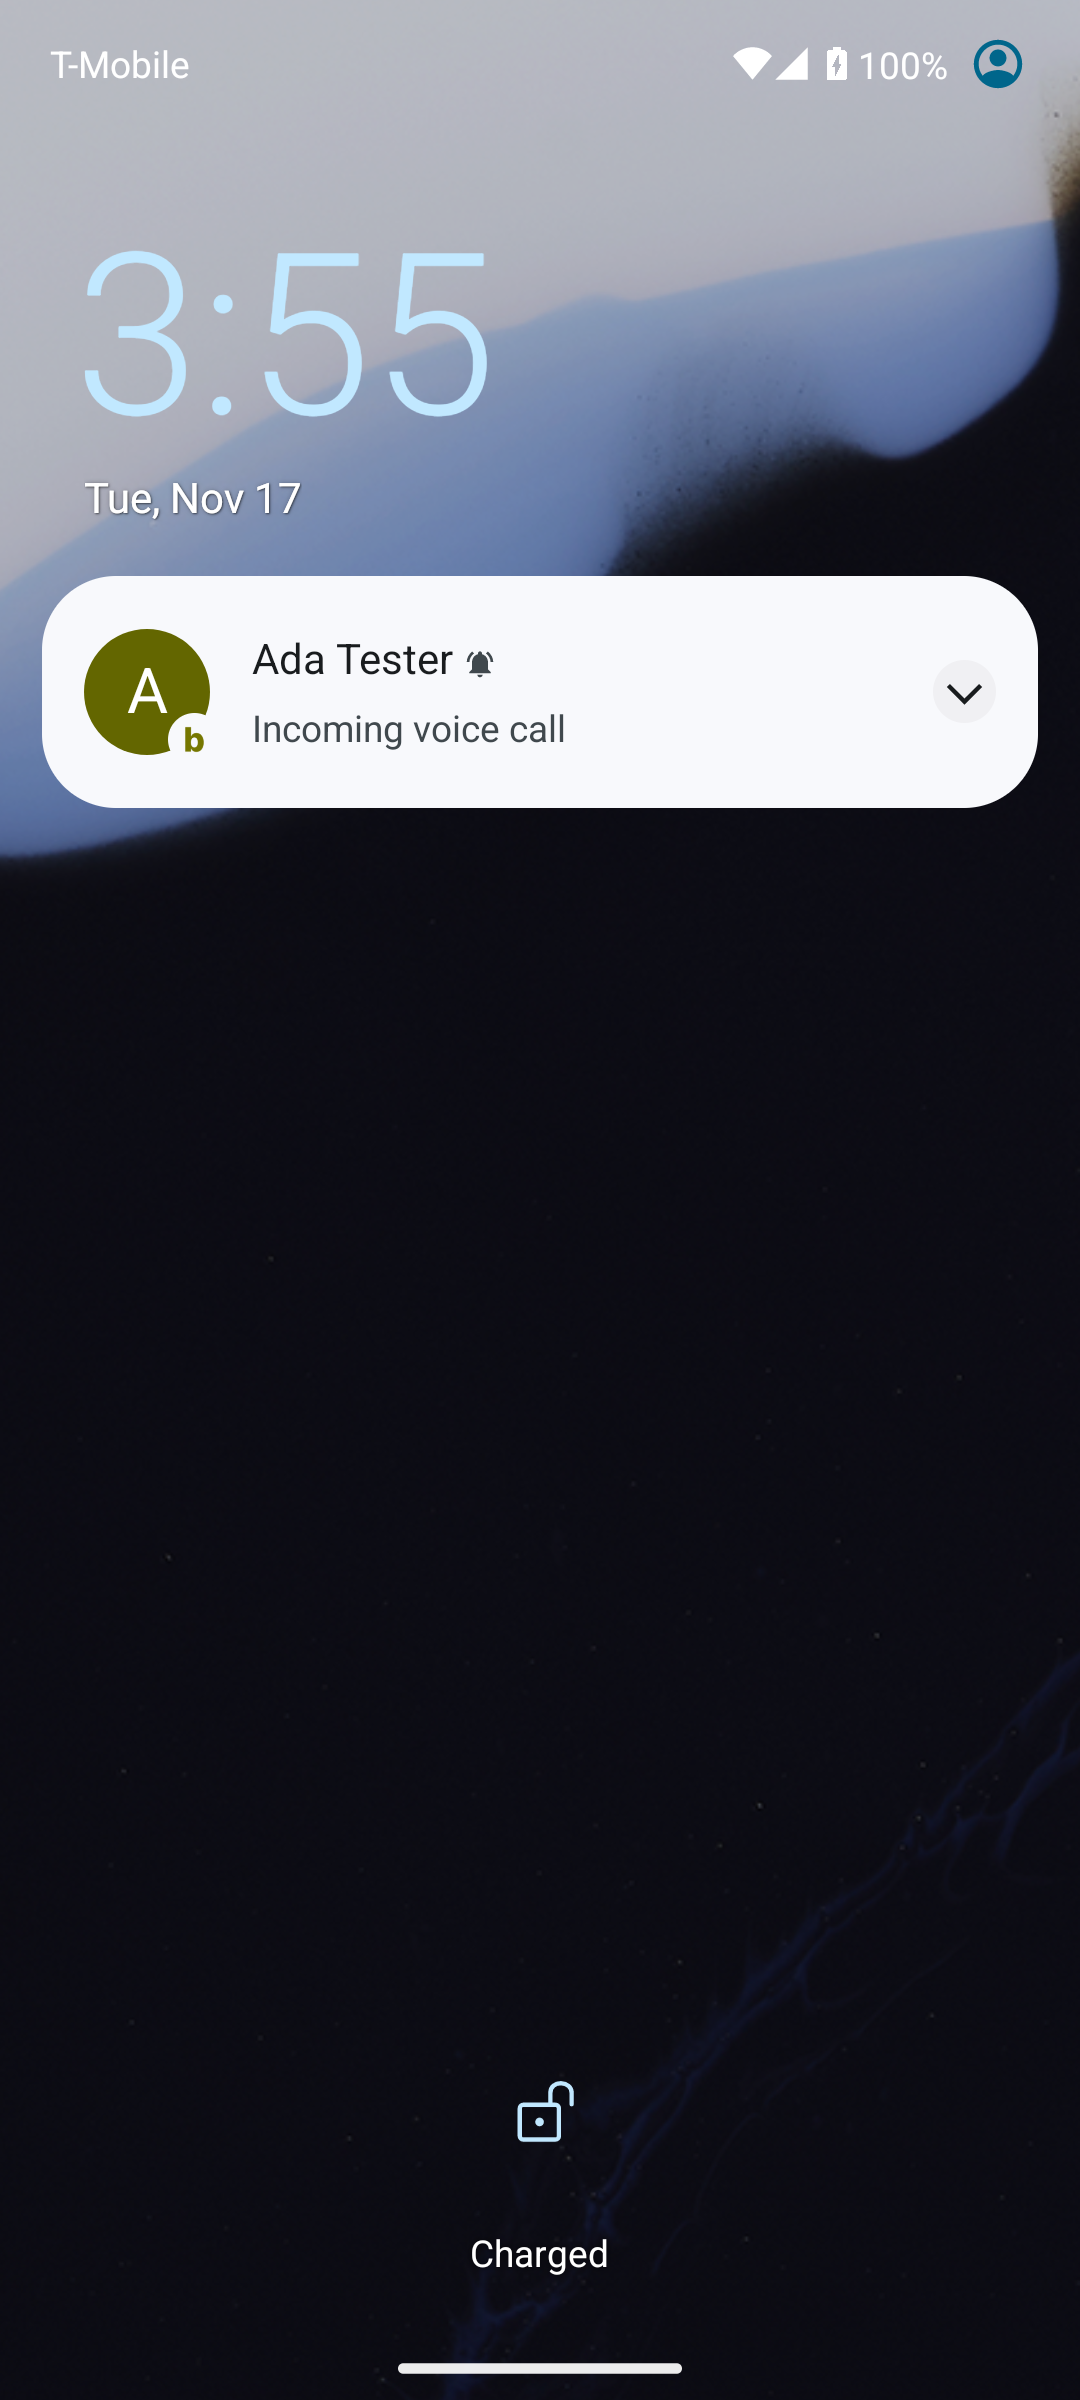 T-Mobile
100%
3:55
Tue, Nov 17
A
b
Ada Tester
Incoming voice call
Charged